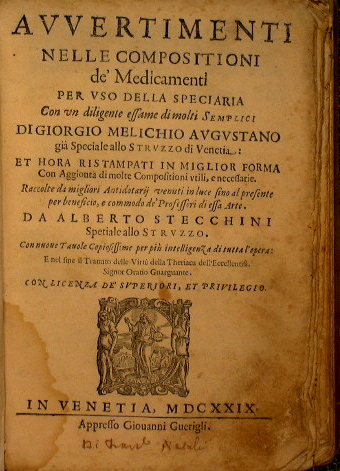 AVVERTIMENTI
NELLE COMPOSITIONI
de' Medicamenti
PER VSO DELLA SPECIARIA
Con vn diligente essame di molti SEMPLICI
DI GIORGIO MELICHIO AVGVSTANO
già Speciale allo STRVZZO di Venetia:
ET HORA RISTAMPATI IN MIGLIOR FORMA
Con Aggionta di molte Compositioni vtili, e necessarie.
Raccolte da migliori Antidotarij venuti in luce sino al presente
per beneficio, e commodo de' Professori di essa Arte.
DA ALBERTO STECCHINI
Spetiale allo STRVZZO.
Con nuoue Tauole Copiosissime per più intelligenza di tutta l'opera:
E nel fine il Trattato delle Virtù della Theriaca dell'Eccellentiss.
Signor Oratio Guarguante.
CON LICENZA DE' SVPERIORI, ET PRIVILEGIO.
IN VENETIA, MDCXXIX.
Appresso Giouanni Guerigli.
Di